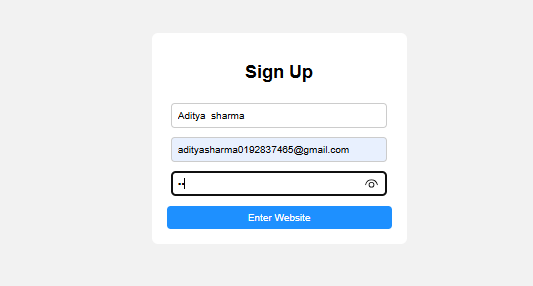 Sign Up
Aditya  sharma
adityasharma0192837465@gmail.com
••
Enter Website